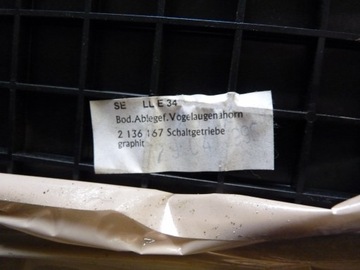 SE LL E 34
Bod.Ablegef.Vogelaugenahorn
2 136 167 Schaltgetriebe
graphit